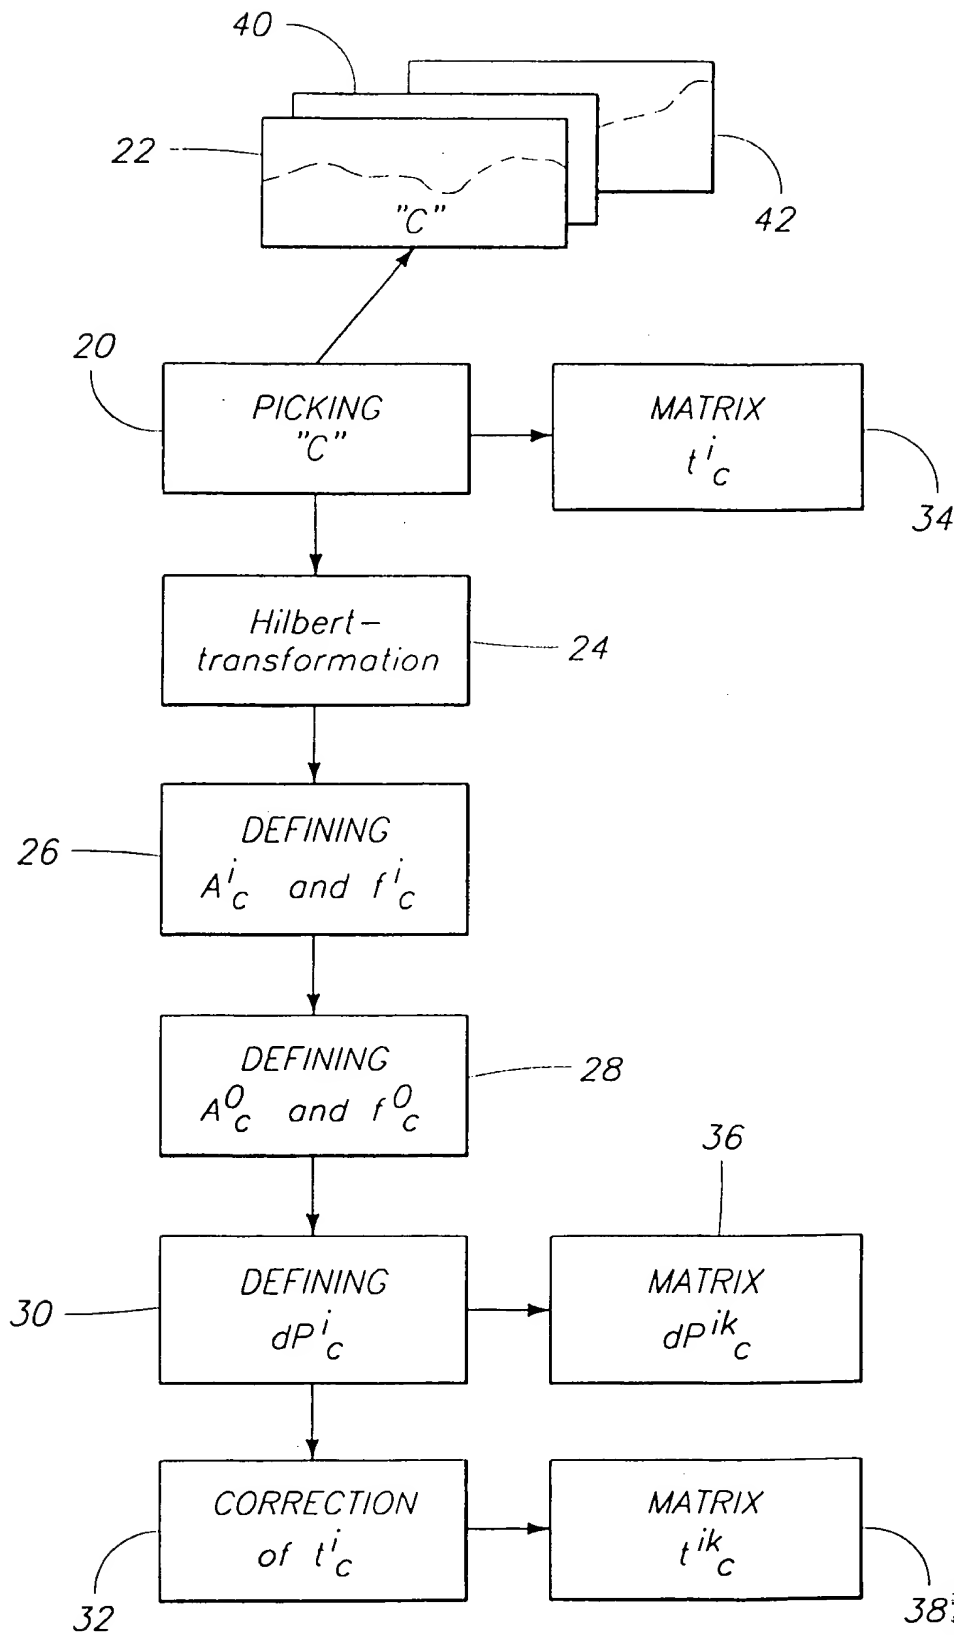 40
22
"C"
42
20
PICKING
"C"
MATRIX
t^i_c
34
Hilbert-
transformation
24
26
DEFINING
A^i_c and f^i_c
DEFINING
A^0_c and f^0_c
28
36
30
DEFINING
dP^i_c
MATRIX
dP^ik_c
CORRECTION
of t^i_c
MATRIX
t^ik_c
32
38